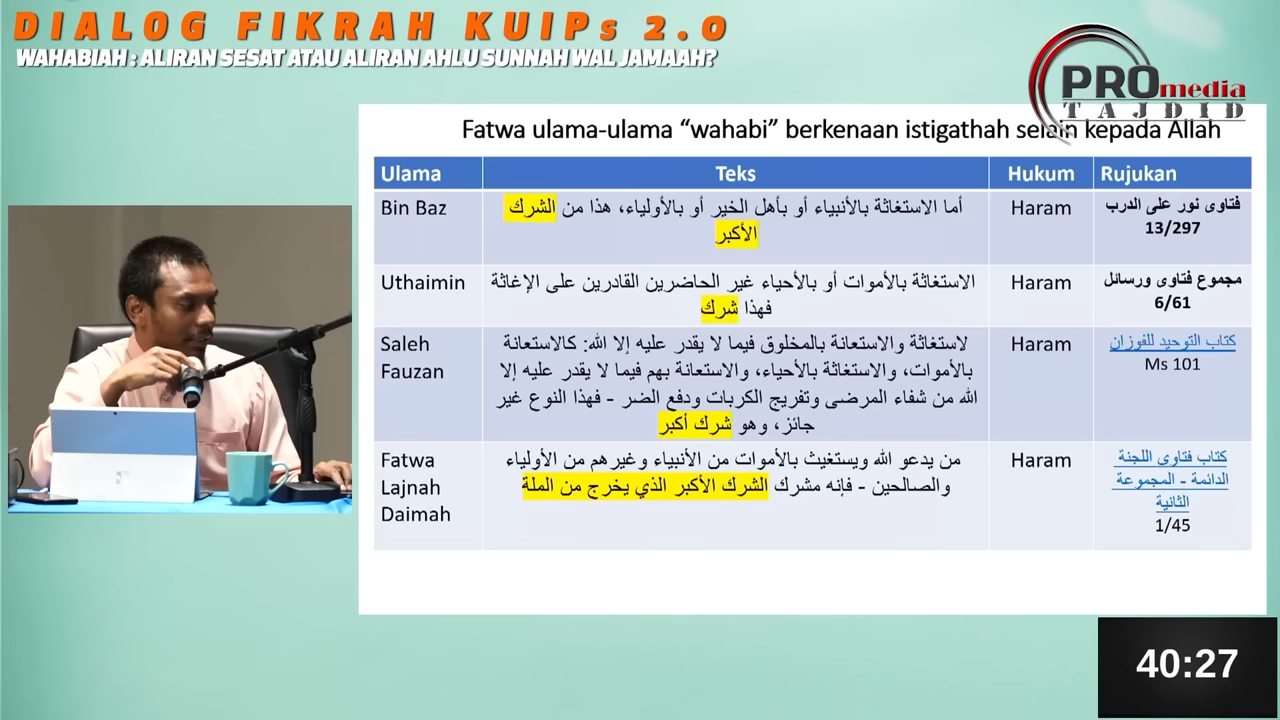 DIALOG FIKRAH KUIPs 2.0
WAHABIAH : ALIRAN SESAT ATAU ALIRAN AHLU SUNNAH WAL JAMAAH?
PROmedia
TAJDID
Fatwa ulama-ulama “wahabi” berkenaan istigathah selain kepada Allah
Ulama
Teks
Hukum
Rujukan
Bin Baz
أما الاستغاثة بالأنبياء أو بأهل الخير أو بالأولياء، هذا من الشرك
الأكبر
Haram
فتاوى نور على الدرب
13/297
Uthaimin
الاستغاثة بالأموات أو بالأحياء غير الحاضرين القادرين على الإغاثة
فهذا شرك
Haram
مجموع فتاوى ورسائل
6/61
Saleh
Fauzan
لاستغاثة والاستعانة بالمخلوق فيما لا يقدر عليه إلا الله: كالاستعانة
بالأموات، والاستغاثة بالأحياء، والاستعانة بهم فيما لا يقدر عليه إلا
الله من شفاء المرضى وتفريج الكربات ودفع الضر - فهذا النوع غير
جائز، وهو شرك أكبر
Haram
كتاب التوحيد للفوزان
Ms 101
Fatwa
Lajnah
Daimah
من يدعو الله ويستغيث بالأموات من الأنبياء وغيرهم من الأولياء
والصالحين - فإنه مشرك الشرك الأكبر الذي يخرج من الملة
Haram
كتاب فتاوى اللجنة
الدائمة - المجموعة
الثانية
1/45
40:27